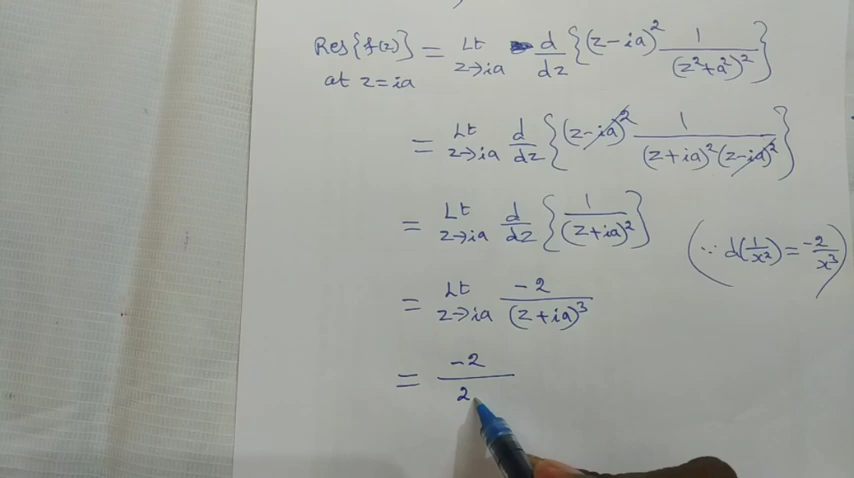 Res{f(z)} = Lt z→ia d/dz {(z-ia)² 1/(z²+a²)²}
at z=ia
= Lt z→ia d/dz {(z-ia)² 1/(z+ia)²(z-ia)²}
= Lt z→ia d/dz {1/(z+ia)²} (∵ d(1/x²) = -2/x³)
= Lt z→ia -2/(z+ia)³
= -2/2